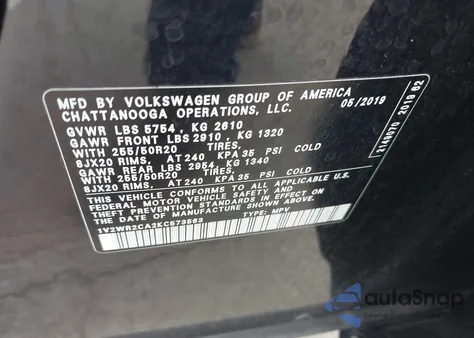 MFD BY VOLKSWAGEN GROUP OF AMERICA
CHATTANOOGA OPERATIONS, LLC. 05/2019
GVWR LBS 5754 , KG 2610
GAWR FRONT LBS 2910 , KG 1320
WITH 255/50R20 TIRES,
8JX20 RIMS, AT 240 KPA 35 PSI COLD
GAWR REAR LBS 2954, KG 1340
WITH 255/50R20 TIRES,
8JX20 RIMS, AT 240 KPA 35 PSI COLD
THIS VEHICLE CONFORMS TO ALL APPLICABLE U.S.
FEDERAL MOTOR VEHICLE SAFETY AND
THEFT PREVENTION STANDARDS IN EFFECT
ON THE DATE OF MANUFACTURE SHOWN ABOVE.
1V2WR2CA2KC573563 TYPE: MPV
2019 62
autoSnap